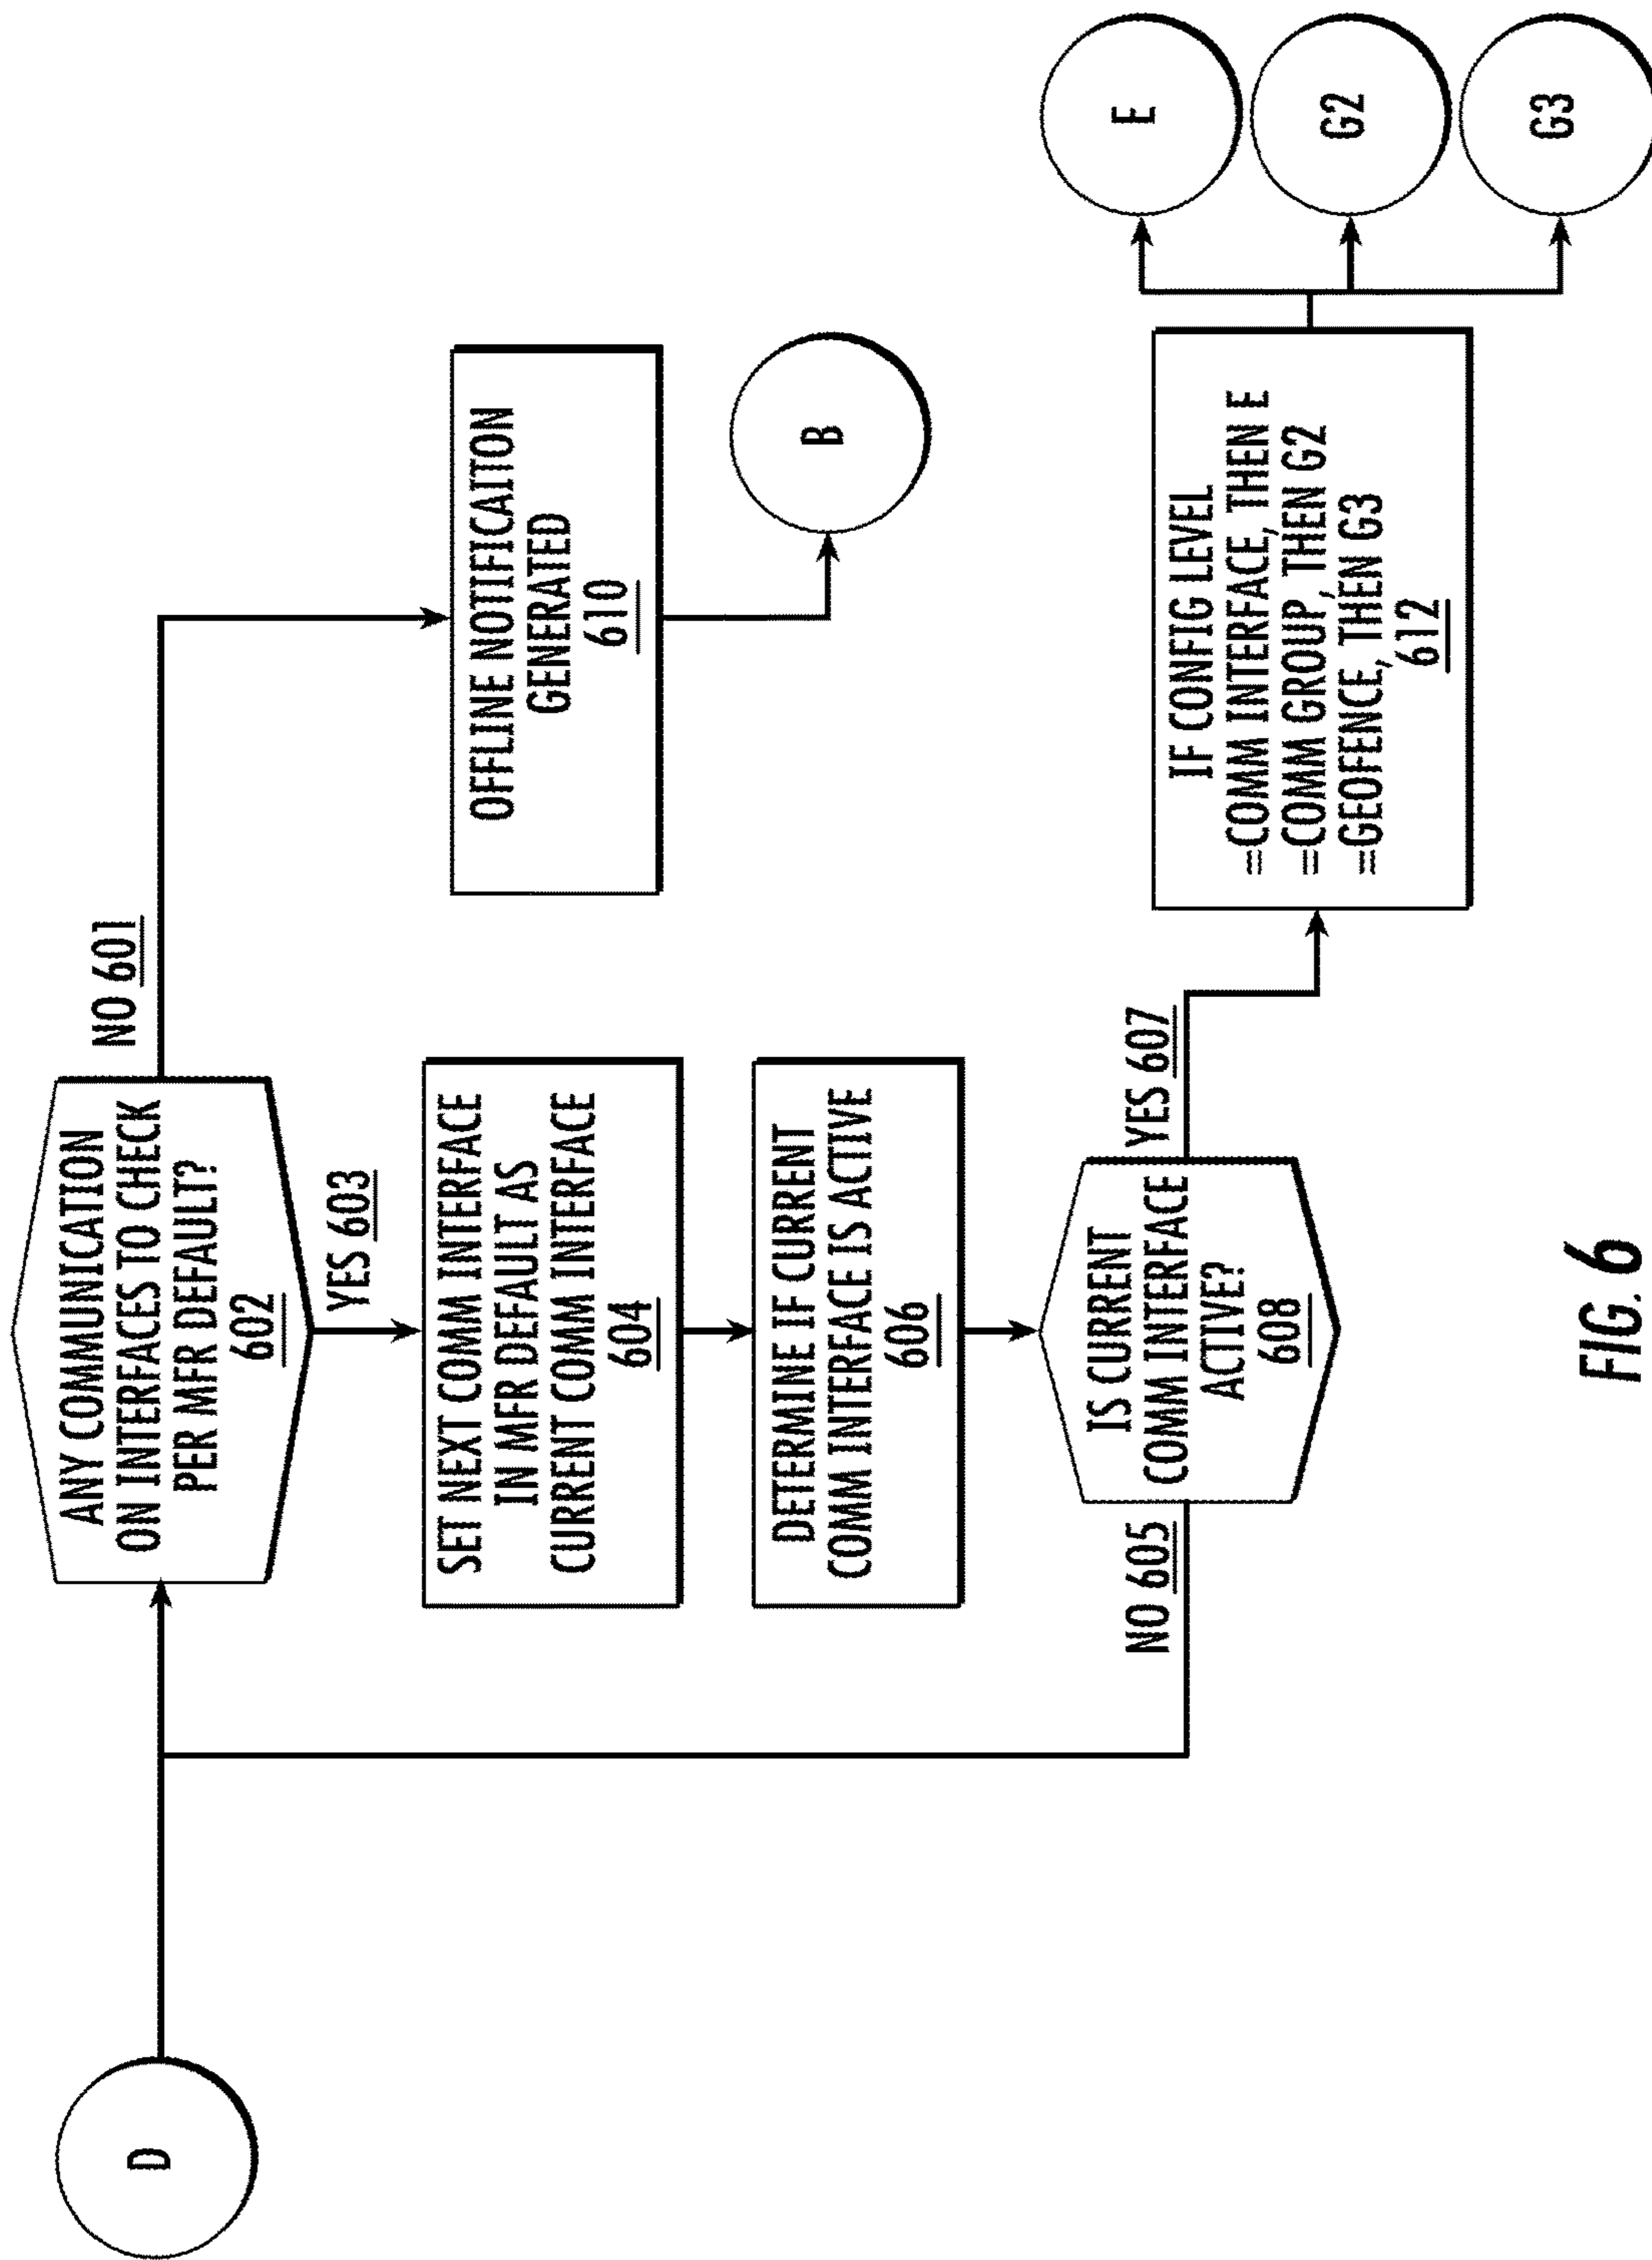 D
ANY COMMUNICATION
ON INTERFACES TO CHECK
PER MFR DEFAULT?
602
NO 601
YES 603
OFFLINE NOTIFICAITON
GENERATED
610
B
SET NEXT COMM INTERFACE
IN MFR DEFAULT AS
CURRENT COMM INTERFACE
604
DETERMINE IF CURRENT
COMM INTERFACE IS ACTIVE
606
IS CURRENT
COMM INTERFACE
ACTIVE?
608
NO 605
YES 607
IF CONFIG LEVEL
=COMM INTERFACE, THEN E
=COMM GROUP, THEN G2
=GEOFENCE, THEN G3
612
E
G2
G3
FIG. 6